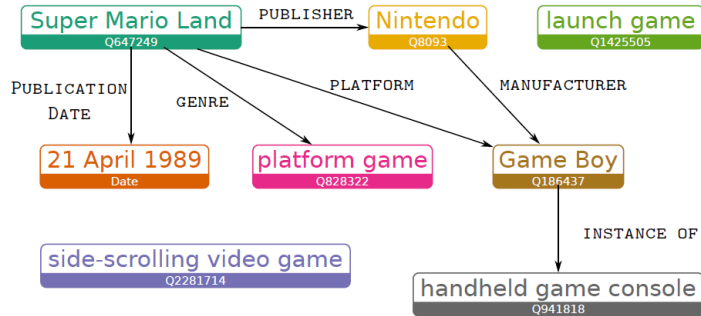 Super Mario Land
Q647249
PUBLISHER
Nintendo
Q8093
launch game
Q1425505
PUBLICATION
DATE
GENRE
PLATFORM
MANUFACTURER
21 April 1989
Date
platform game
Q828322
Game Boy
Q186437
INSTANCE OF
side-scrolling video game
Q2281714
handheld game console
Q941818